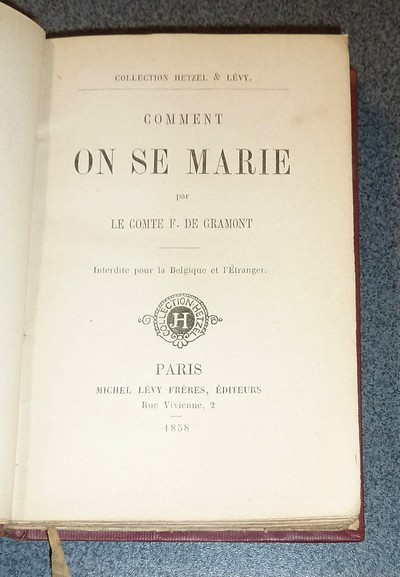 COLLECTION HETZEL & LÉVY.
COMMENT
ON SE MARIE
par
LE COMTE F. DE GRAMONT
Interdite pour la Belgique et l'Étranger.
COLLECTION HETZEL
H
PARIS
MICHEL LÉVY FRÈRES, ÉDITEURS
Rue Vivienne, 2
1858